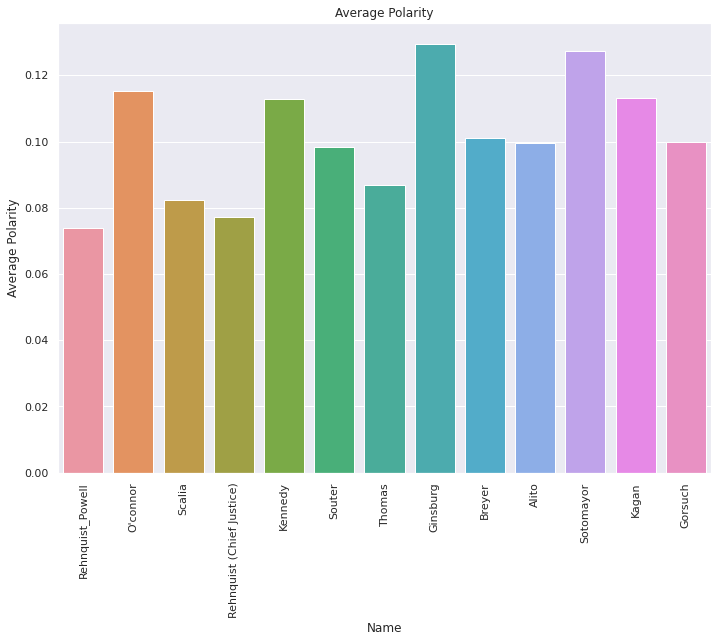 Average Polarity
Average Polarity
0.12
0.10
0.08
0.06
0.04
0.02
0.00
Rehnquist_Powell
O'connor
Scalia
Rehnquist (Chief Justice)
Kennedy
Souter
Thomas
Ginsburg
Breyer
Alito
Sotomayor
Kagan
Gorsuch
Name